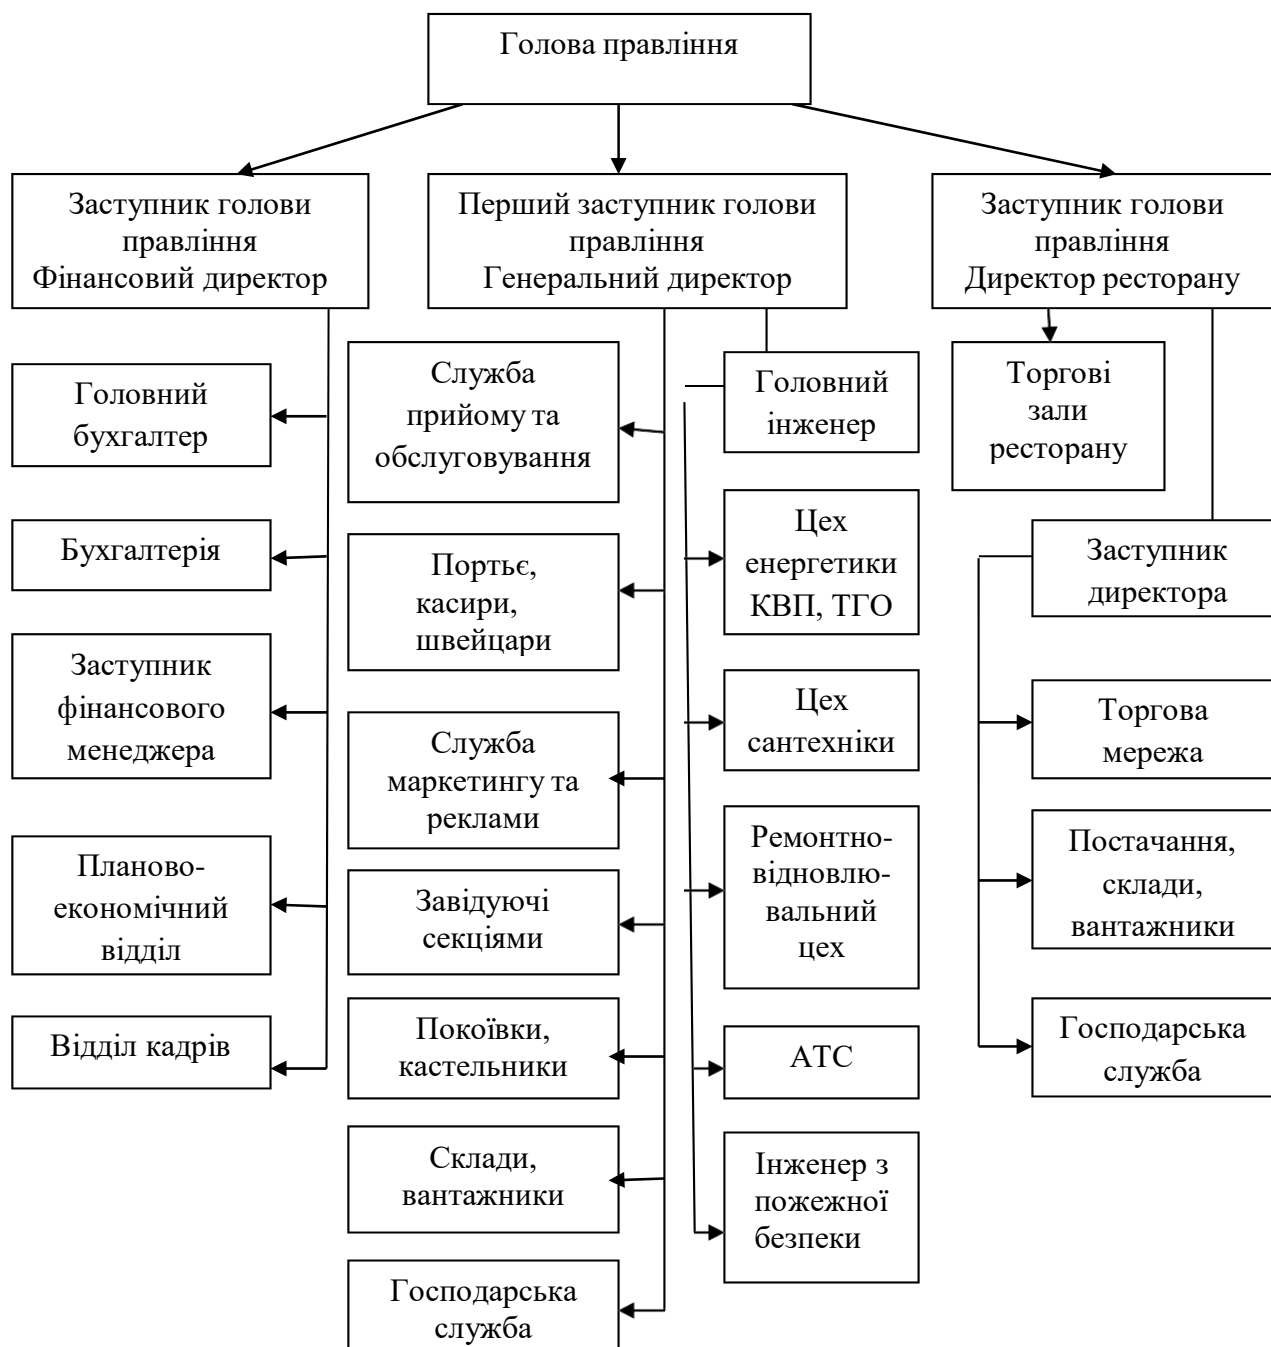 Голова правління
Заступник голови
правління
Фінансовий директор
Перший заступник голови
правління
Генеральний директор
Заступник голови
правління
Директор ресторану
Головний
бухгалтер
Бухгалтерія
Заступник
фінансового
менеджера
Планово-
економічний
відділ
Відділ кадрів
Служба
прийому та
обслуговування
Портьє,
касири,
швейцари
Служба
маркетингу та
реклами
Завідуючі
секціями
Покоївки,
кастельники
Склади,
вантажники
Господарська
служба
Головний
інженер
Цех
енергетики
КВП, ТГО
Цех
сантехніки
Ремонтно-
відновлю-
вальний
цех
АТС
Інженер з
пожежної
безпеки
Торгові
зали
ресторану
Заступник
директора
Торгова
мережа
Постачання,
склади,
вантажники
Господарська
служба